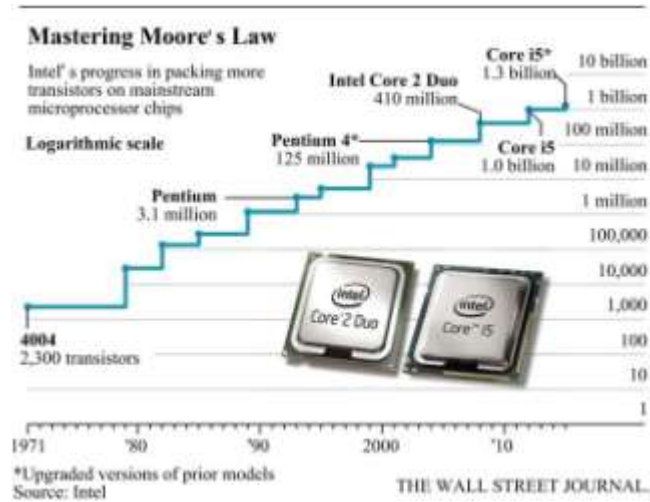 Mastering Moore's Law
Intel's progress in packing more
transistors on mainstream
microprocessor chips
Logarithmic scale
Core i5*
1.3 billion
10 billion
Intel Core 2 Duo
410 million
1 billion
Pentium 4*
125 million
Core i5
1.0 billion
100 million
10 million
Pentium
3.1 million
1 million
100,000
10,000
1,000
4004
2,300 transistors
100
10
1
intel
Core 2 Duo
intel
Core™ i5
1971 '80 '90 2000 '10
*Upgraded versions of prior models
Source: Intel
THE WALL STREET JOURNAL.